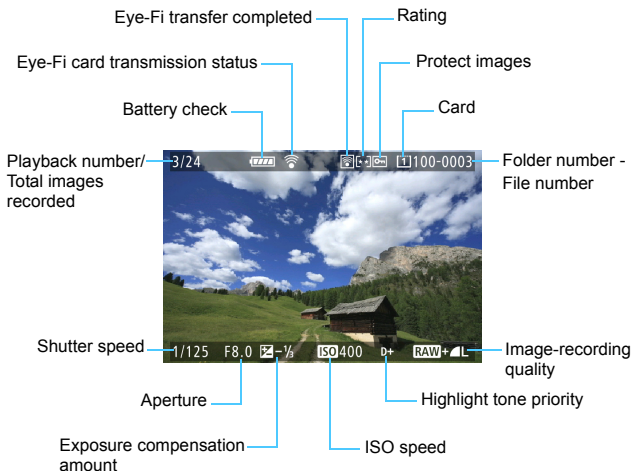 Eye-Fi transfer completed
Rating
Eye-Fi card transmission status
Protect images
Battery check
Card
Playback number/
Total images
recorded
3/24
1 100-0003
Folder number -
File number
Shutter speed
1/125 F8.0 -1/3 ISO 400 D+ RAW+L
Image-recording
quality
Aperture
Highlight tone priority
Exposure compensation
amount
ISO speed